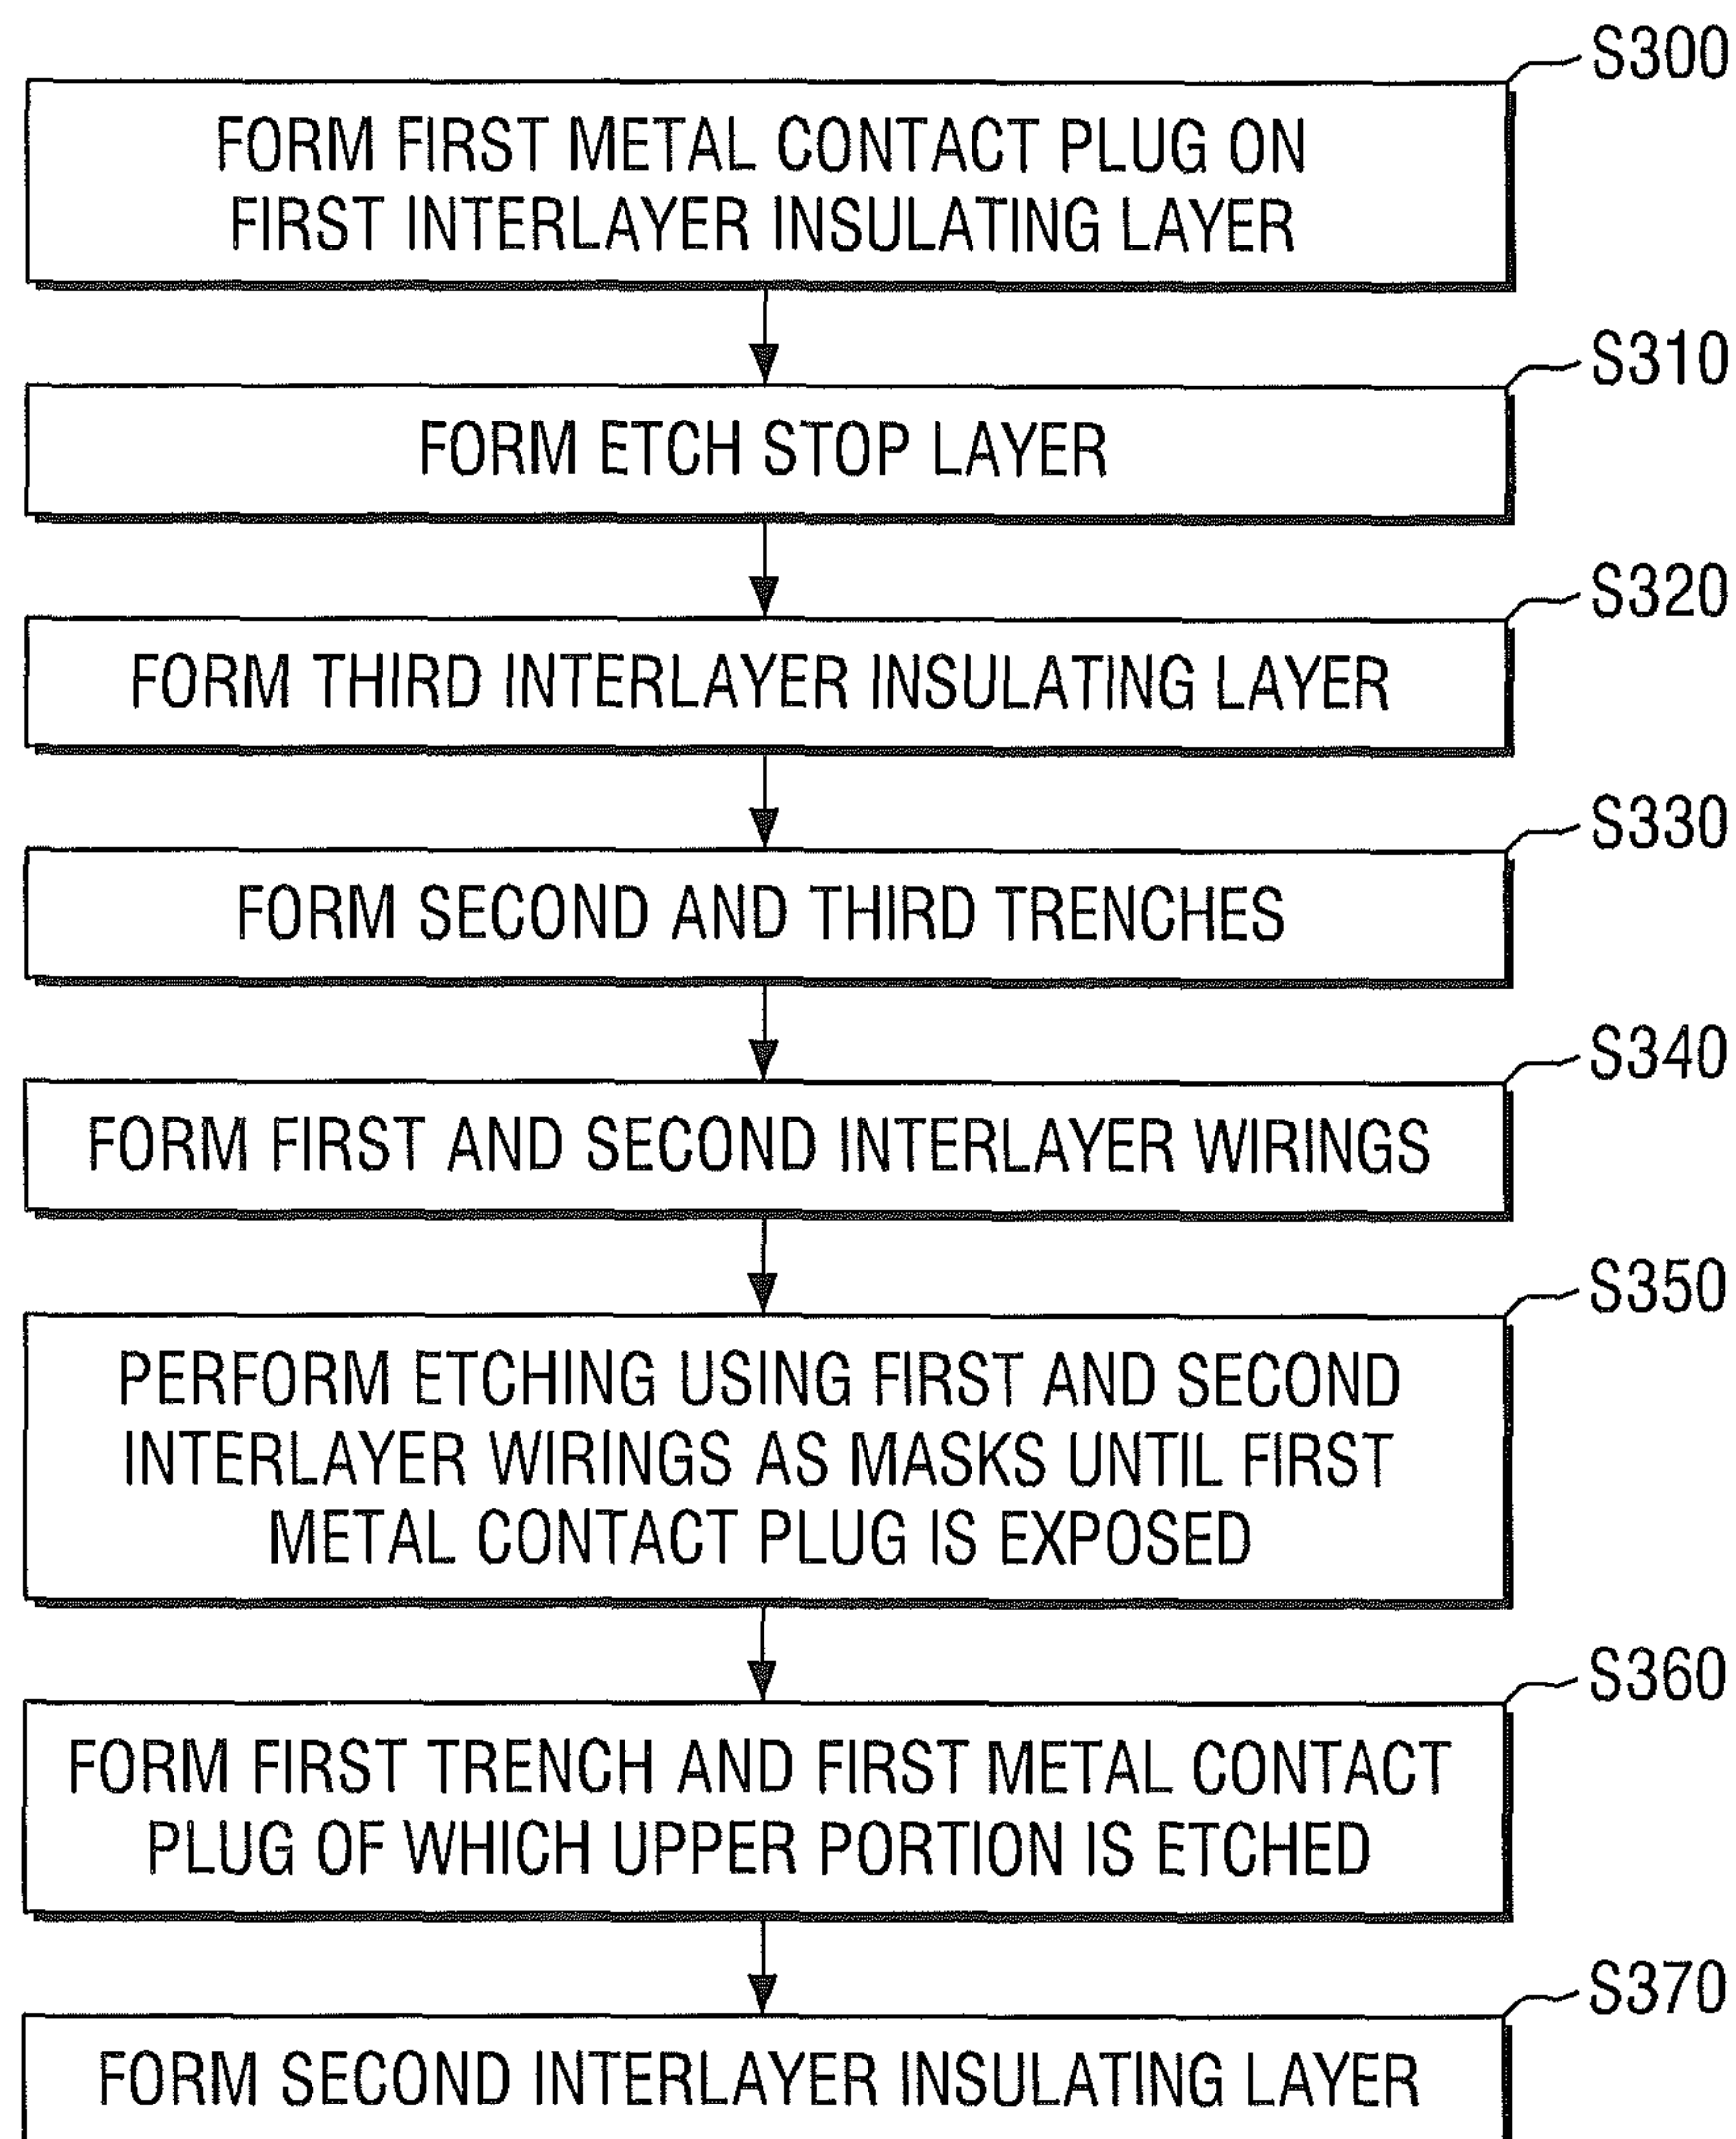 S300
FORM FIRST METAL CONTACT PLUG ON
FIRST INTERLAYER INSULATING LAYER
S310
FORM ETCH STOP LAYER
S320
FORM THIRD INTERLAYER INSULATING LAYER
S330
FORM SECOND AND THIRD TRENCHES
S340
FORM FIRST AND SECOND INTERLAYER WIRINGS
S350
PERFORM ETCHING USING FIRST AND SECOND
INTERLAYER WIRINGS AS MASKS UNTIL FIRST
METAL CONTACT PLUG IS EXPOSED
S360
FORM FIRST TRENCH AND FIRST METAL CONTACT
PLUG OF WHICH UPPER PORTION IS ETCHED
S370
FORM SECOND INTERLAYER INSULATING LAYER